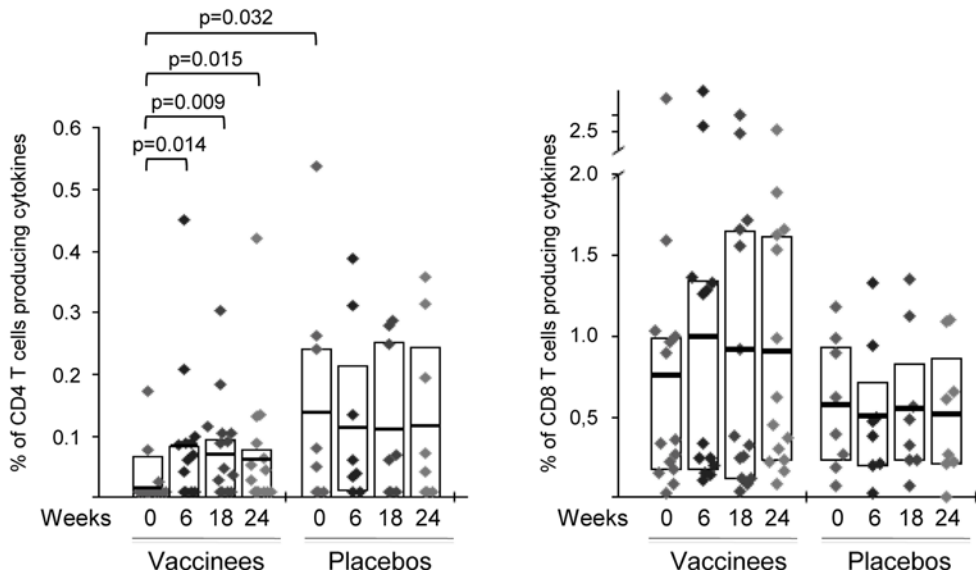 p=0.032
p=0.015
p=0.009
p=0.014
% of CD4 T cells producing cytokines
0.6
0.5
0.4
0.3
0.2
0.1
Weeks 0 6 18 24 0 6 18 24
Vaccinees Placebos
% of CD8 T cells producing cytokines
2.5
2.0
1.5
1.0
0,5
Weeks 0 6 18 24 0 6 18 24
Vaccinees Placebos